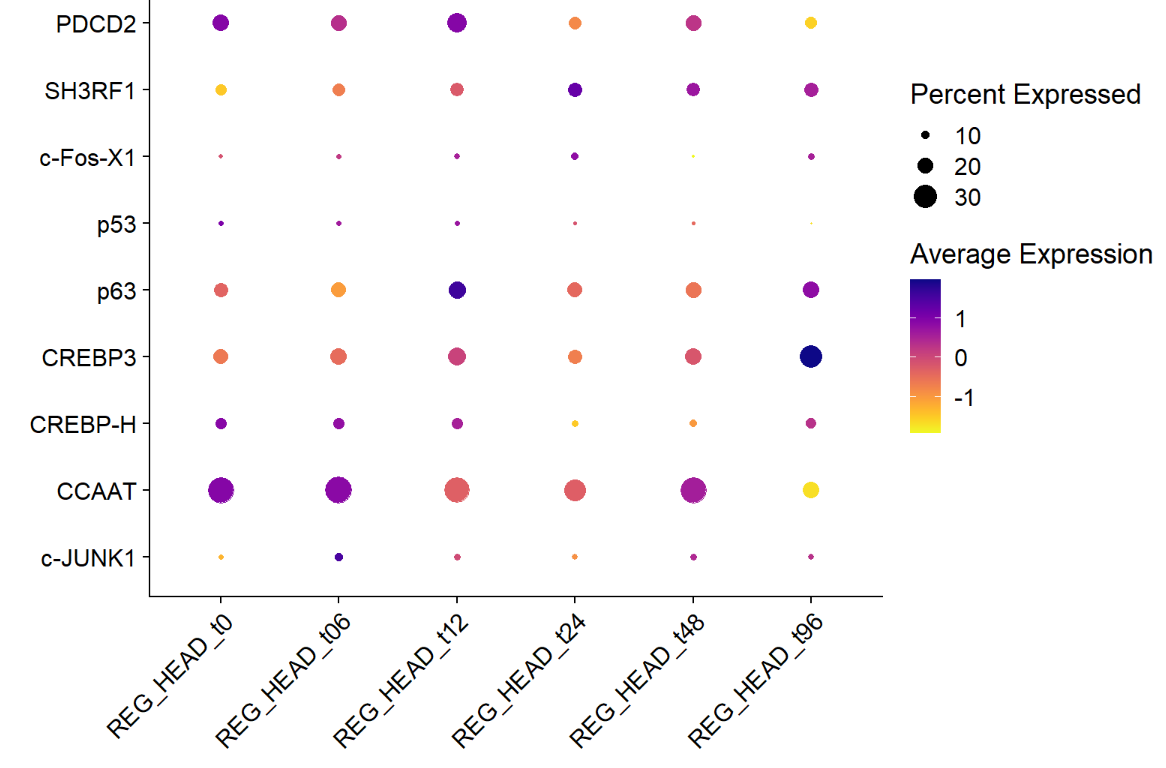 PDCD2
SH3RF1
c-Fos-X1
p53
p63
CREBP3
CREBP-H
CCAAT
c-JUNK1
REG_HEAD_t0
REG_HEAD_t06
REG_HEAD_t12
REG_HEAD_t24
REG_HEAD_t48
REG_HEAD_t96
Percent Expressed
10
20
30
Average Expression
1
0
-1